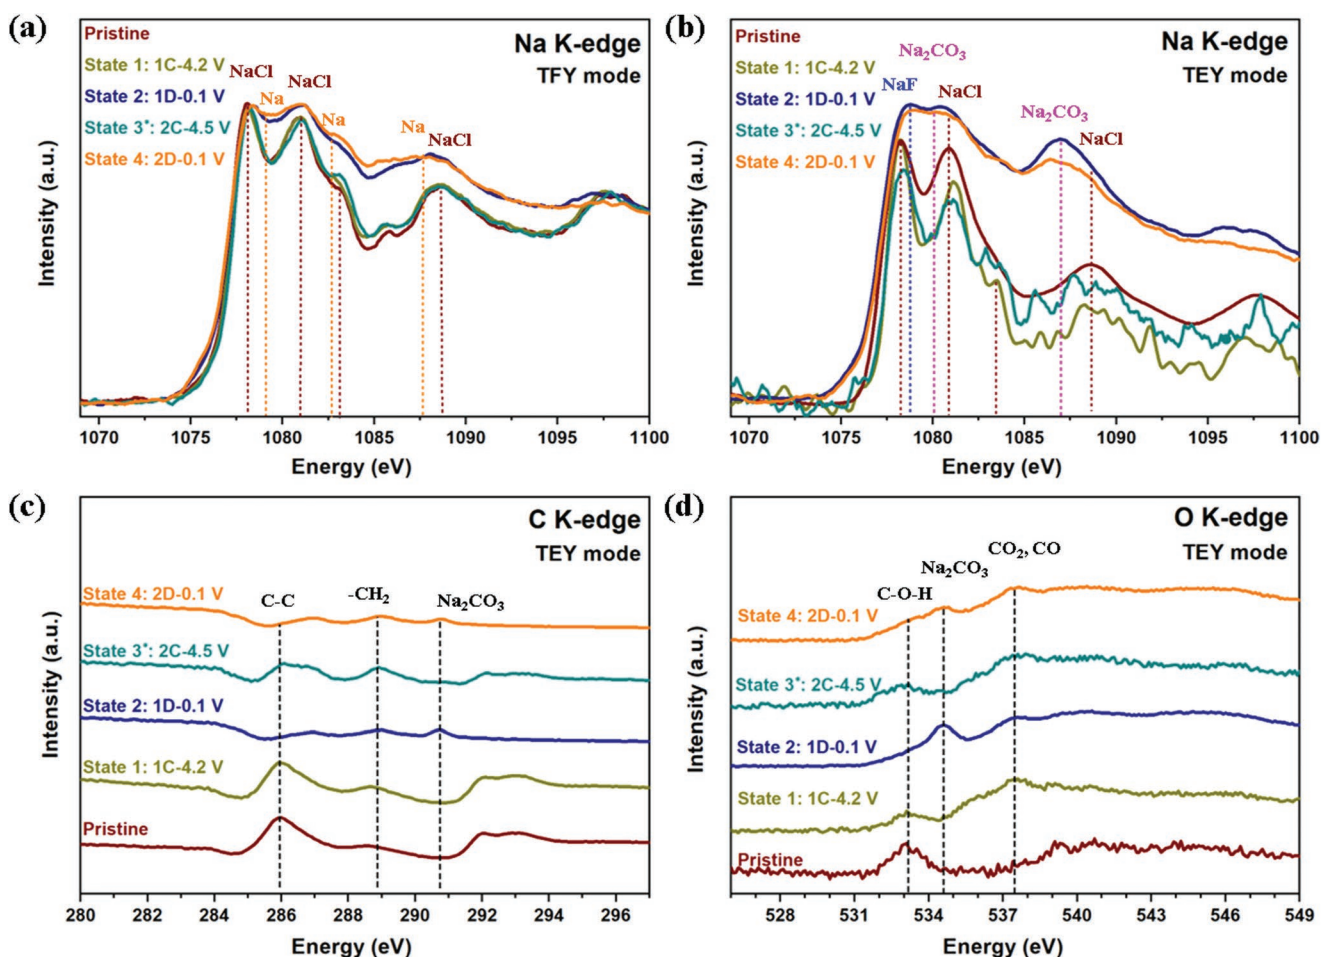 (a)
Pristine
State 1: 1C-4.2 V
State 2: 1D-0.1 V
State 3*: 2C-4.5 V
State 4: 2D-0.1 V
Na K-edge
TFY mode
NaCl
Na
NaCl
Na
Na
NaCl
Intensity (a.u.)
1070 1075 1080 1085 1090 1095 1100
Energy (eV)
(b)
Pristine
State 1: 1C-4.2 V
State 2: 1D-0.1 V
State 3*: 2C-4.5 V
State 4: 2D-0.1 V
Na K-edge
TEY mode
Na₂CO₃
NaF
NaCl
Na₂CO₃
NaCl
Intensity (a.u.)
1070 1075 1080 1085 1090 1095 1100
Energy (eV)
(c)
C K-edge
TEY mode
C-C
-CH₂
Na₂CO₃
State 4: 2D-0.1 V
State 3*: 2C-4.5 V
State 2: 1D-0.1 V
State 1: 1C-4.2 V
Pristine
Intensity (a.u.)
280 282 284 286 288 290 292 294 296
Energy (eV)
(d)
O K-edge
TEY mode
CO₂, CO
Na₂CO₃
C-O-H
State 4: 2D-0.1 V
State 3*: 2C-4.5 V
State 2: 1D-0.1 V
State 1: 1C-4.2 V
Pristine
Intensity (a.u.)
528 531 534 537 540 543 546 549
Energy (eV)